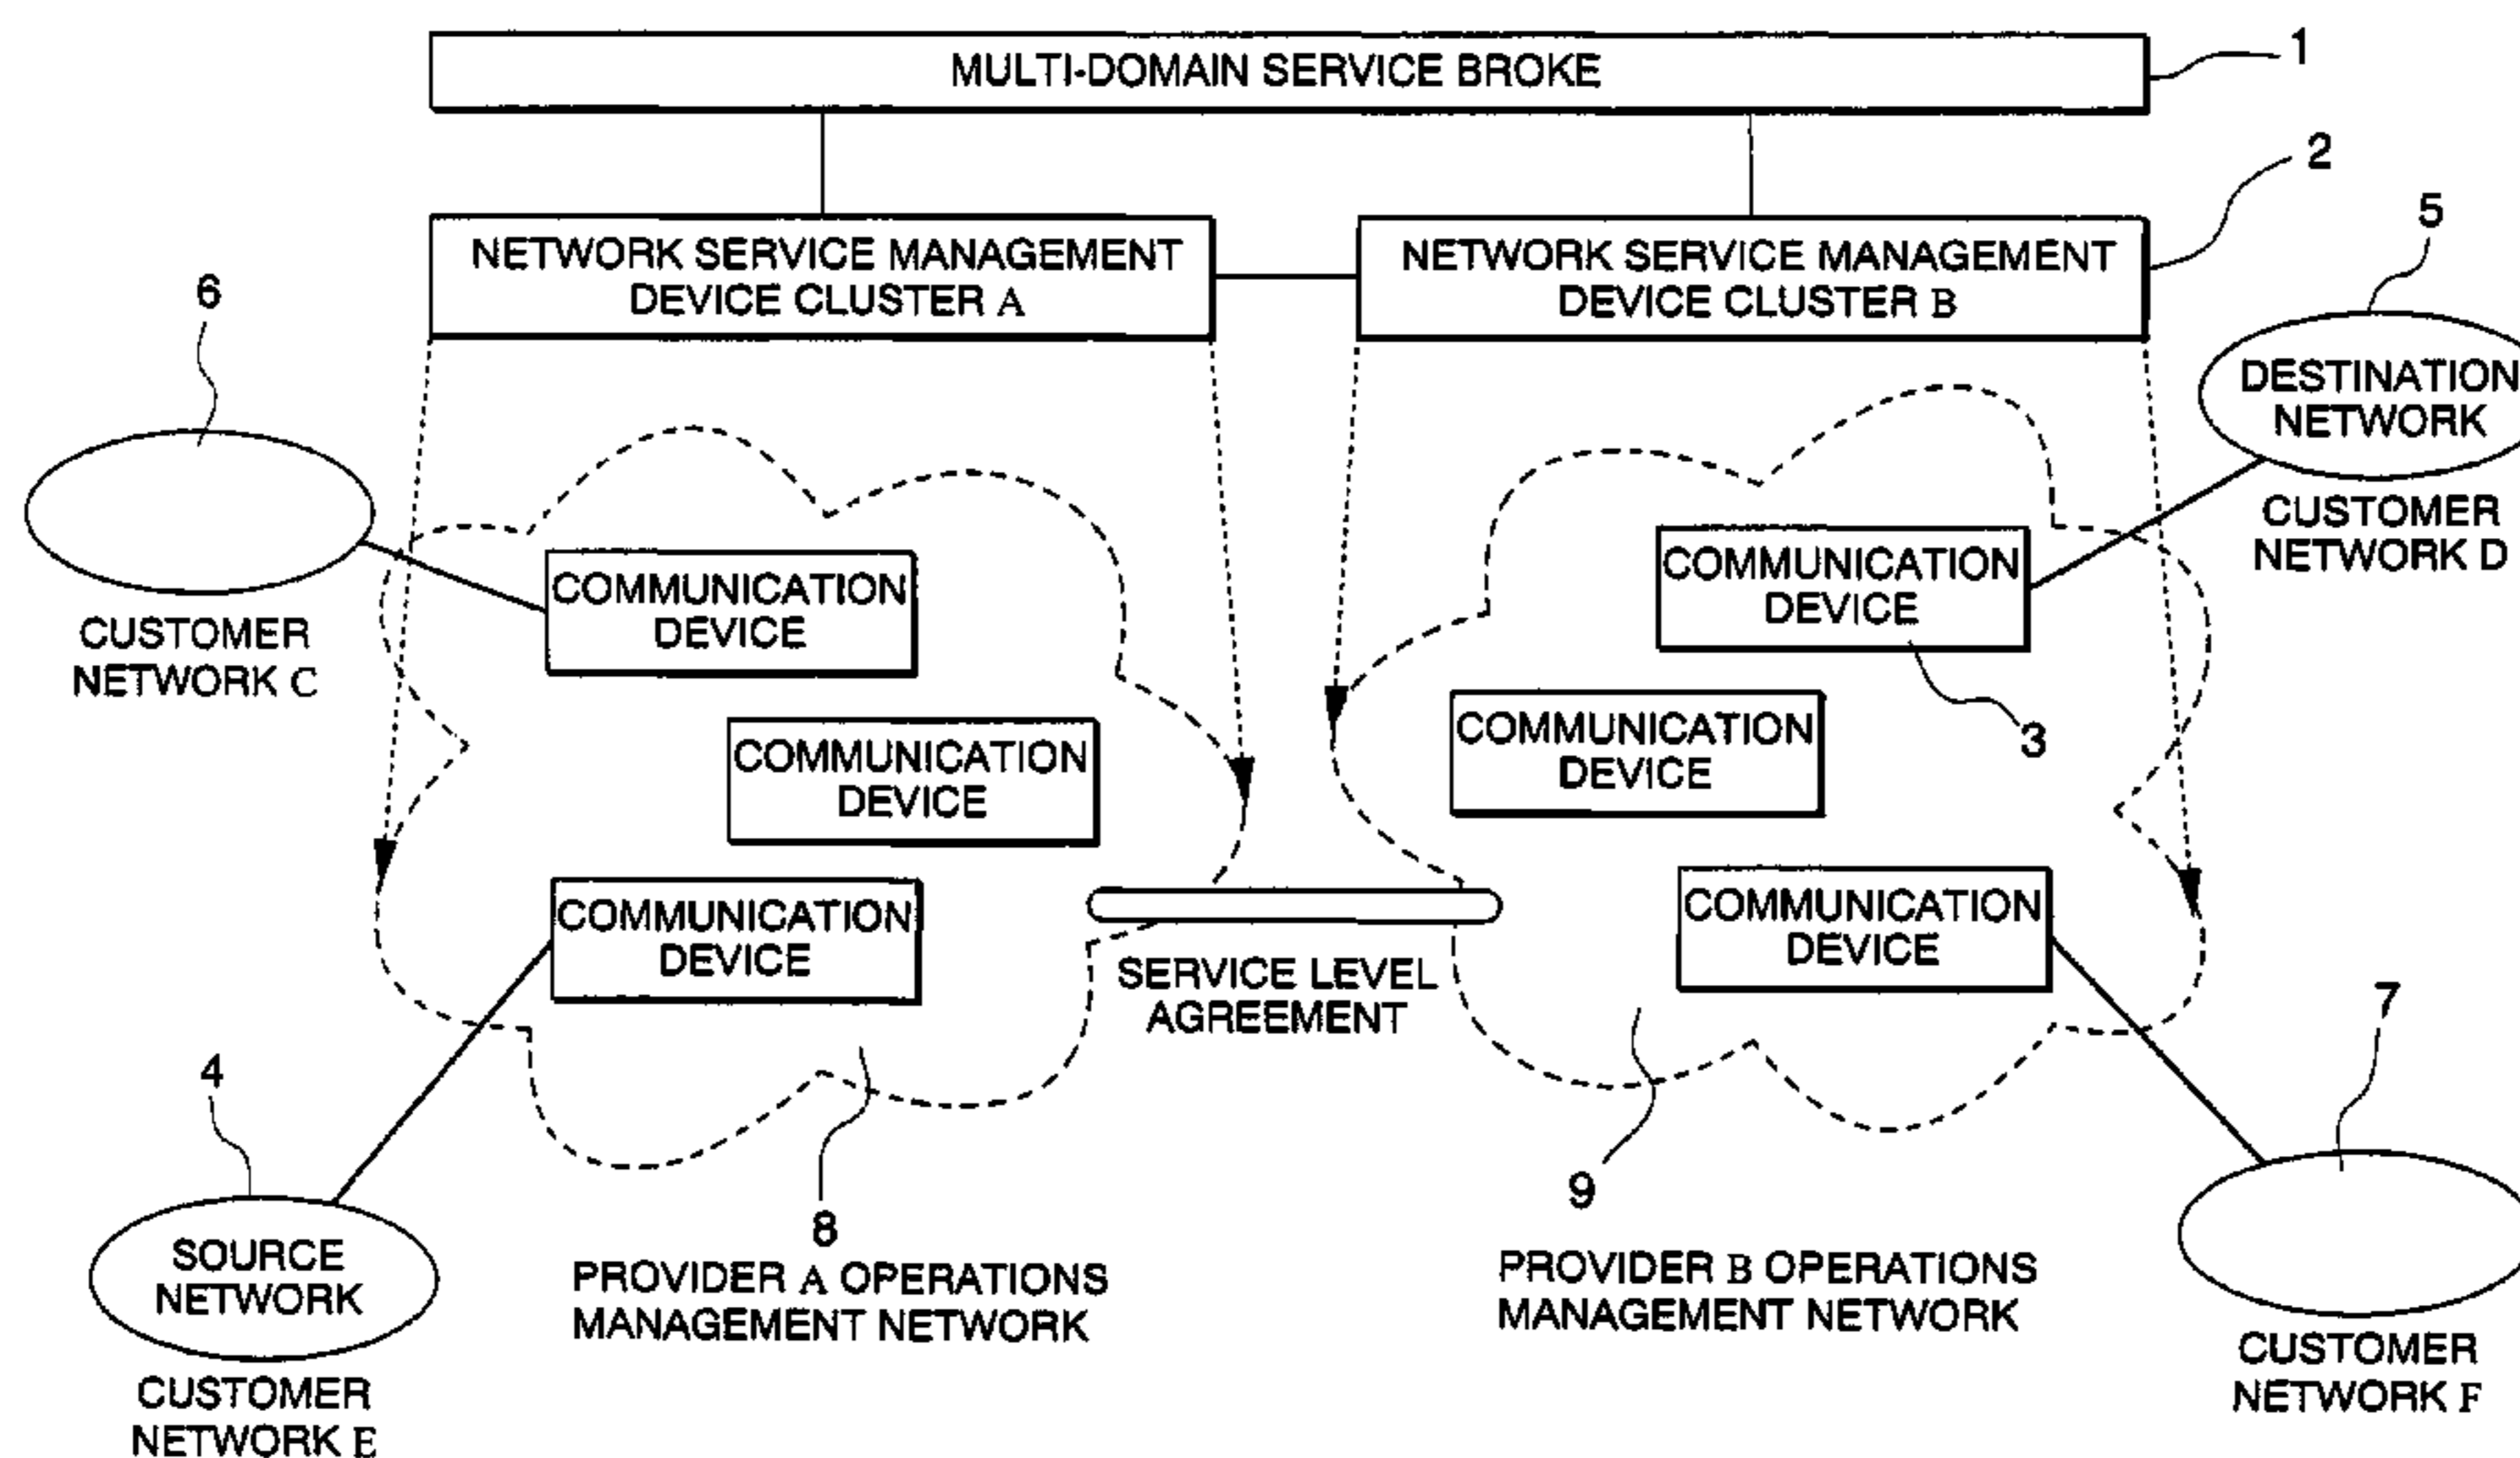 MULTI-DOMAIN SERVICE BROKE
1
2
NETWORK SERVICE MANAGEMENT
DEVICE CLUSTER A
NETWORK SERVICE MANAGEMENT
DEVICE CLUSTER B
5
6
DESTINATION
NETWORK
CUSTOMER
NETWORK D
CUSTOMER
NETWORK C
COMMUNICATION
DEVICE
COMMUNICATION
DEVICE
3
COMMUNICATION
DEVICE
COMMUNICATION
DEVICE
COMMUNICATION
DEVICE
COMMUNICATION
DEVICE
SERVICE LEVEL
AGREEMENT
4
7
8
9
SOURCE
NETWORK
CUSTOMER
NETWORK E
PROVIDER A OPERATIONS
MANAGEMENT NETWORK
PROVIDER B OPERATIONS
MANAGEMENT NETWORK
CUSTOMER
NETWORK F